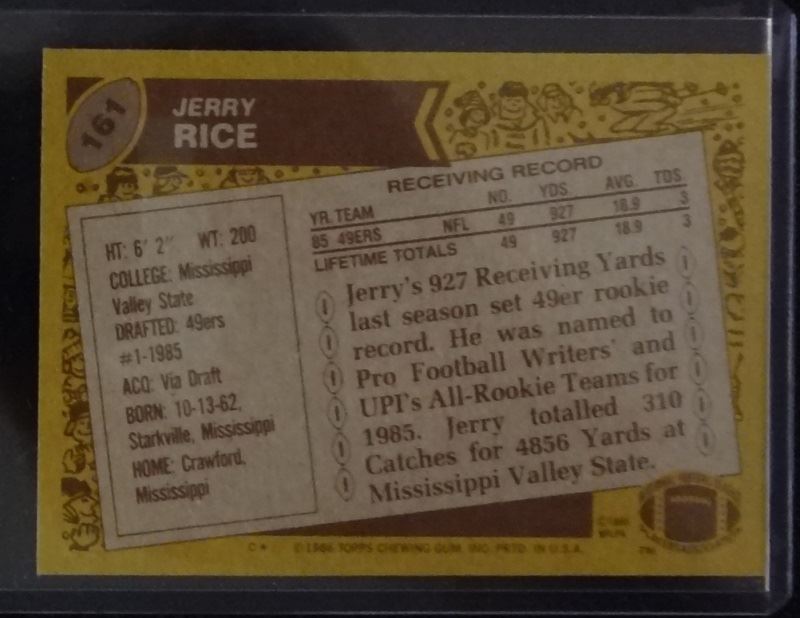 161
JERRY
RICE
RECEIVING RECORD
YR. TEAM NO. YDS. AVG. TDS.
85 49ERS NFL 49 927 18.9 3
LIFETIME TOTALS 49 927 18.9 3
HT: 6' 2" WT: 200
COLLEGE: Mississippi
Valley State
DRAFTED: 49ers
#1-1985
ACQ: Via Draft
BORN: 10-13-62,
Starkville, Mississippi
HOME: Crawford,
Mississippi
Jerry's 927 Receiving Yards
last season set 49er rookie
record. He was named to
Pro Football Writers' and
UPI's All-Rookie Teams for
1985. Jerry totalled 310
Catches for 4856 Yards at
Mississippi Valley State.
C* © 1986 TOPPS CHEWING GUM, INC. PRTD. IN U.S.A.